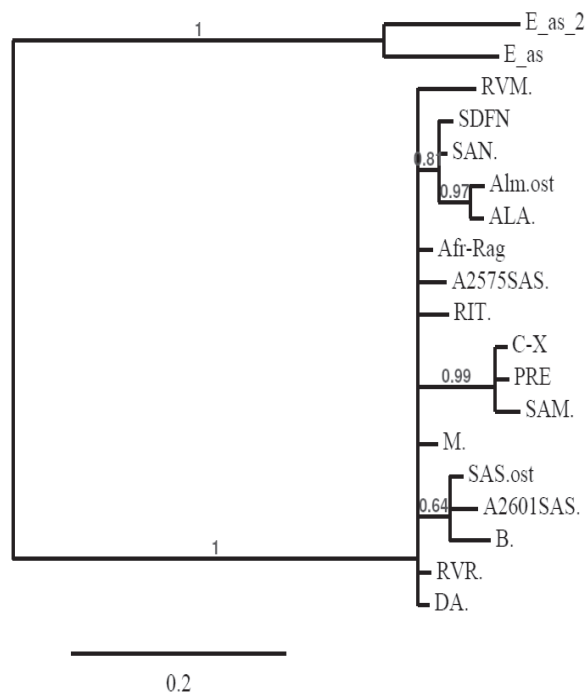 E_as_2
1
E_as
RVM.
SDFN
SAN.
0.81
Alm.ost
0.97
ALA.
Afr-Rag
A2575SAS.
RIT.
C-X
0.99
PRE
SAM.
M.
SAS.ost
0.64
A2601SAS.
B.
1
RVR.
DA.
0.2